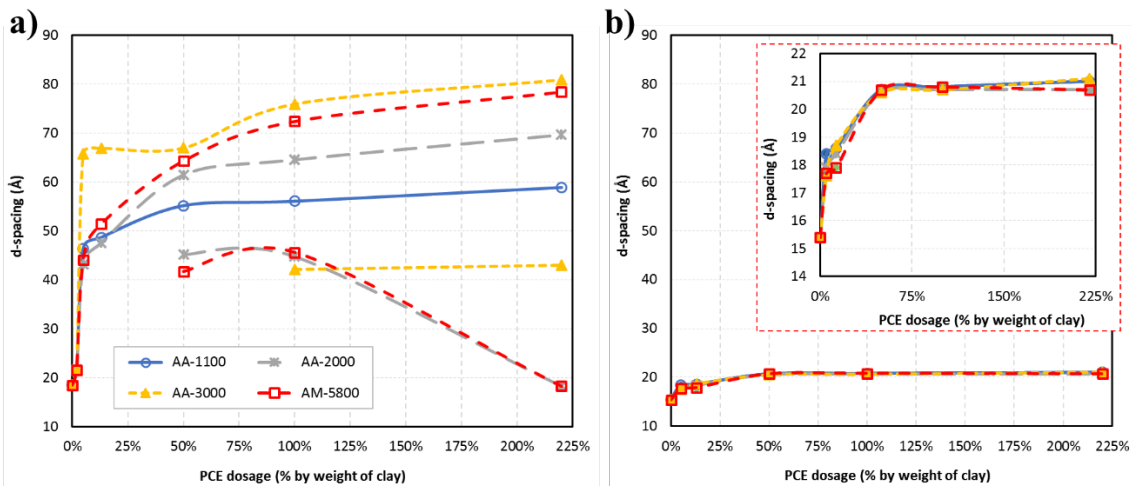 a)
90
80
70
60
50
40
30
20
10
d-spacing (Å)
AA-1100 AA-2000
AA-3000 AM-5800
0% 25% 50% 75% 100% 125% 150% 175% 200% 225%
PCE dosage (% by weight of clay)
b)
90
80
70
60
50
40
30
20
10
d-spacing (Å)
22
21
20
19
18
17
16
15
14
d-spacing (Å)
0% 75% 150% 225%
PCE dosage (% by weight of clay)
0% 25% 50% 75% 100% 125% 150% 175% 200% 225%
PCE dosage (% by weight of clay)